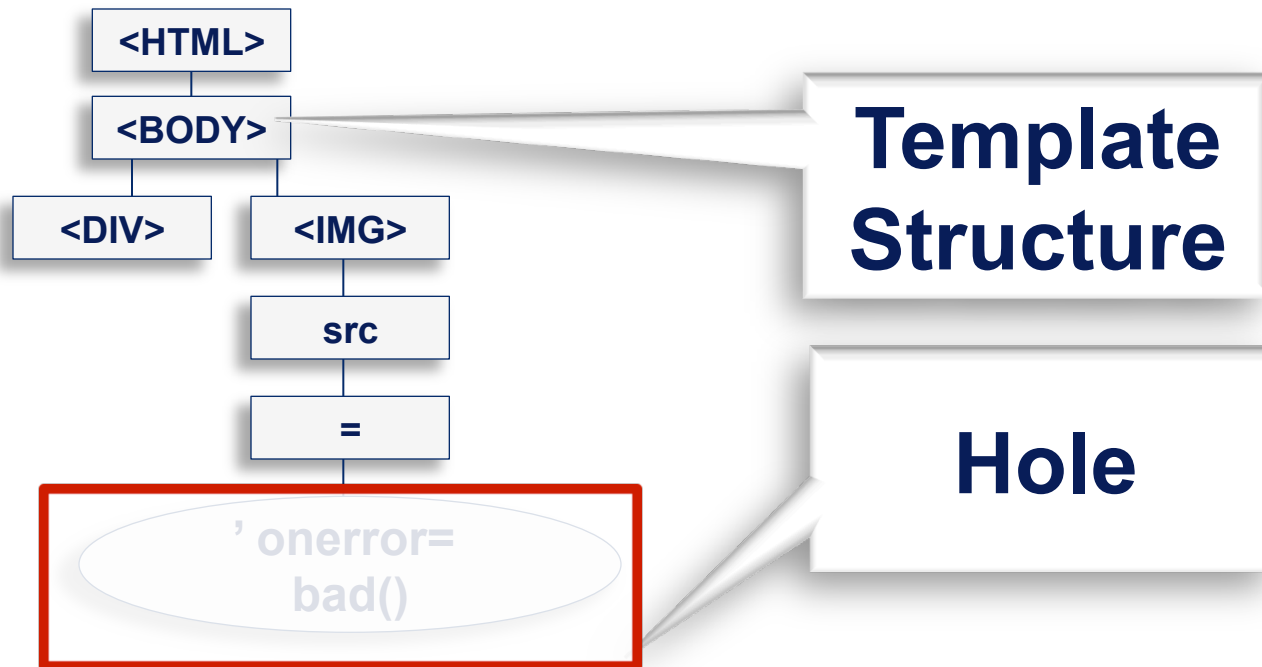 <HTML>
<BODY>
<DIV>
<IMG>
src
=
’ onerror=
bad()
Template
Structure
Hole